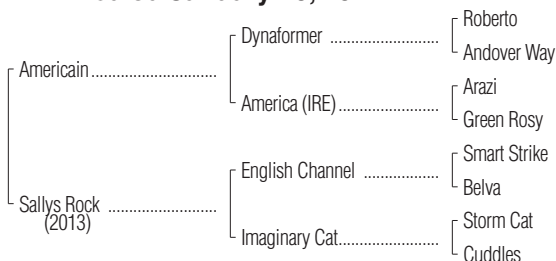 Roberto
Dynaformer
Andover Way
Americain
Arazi
America (IRE)
Green Rosy
Smart Strike
English Channel
Belva
Sallys Rock
(2013)
Storm Cat
Imaginary Cat
Cuddles